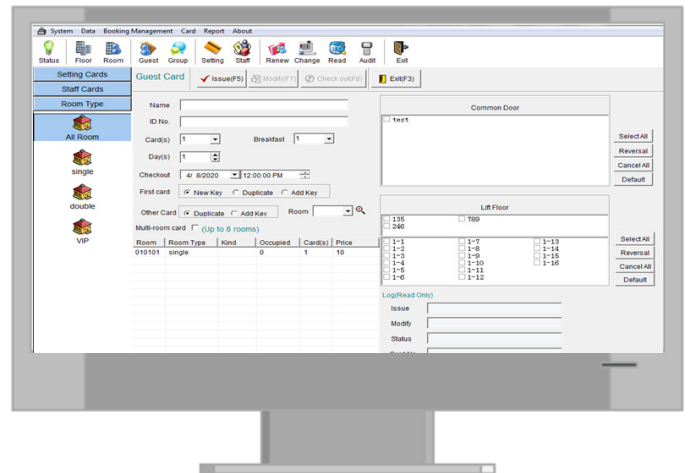 System Data Booking Management Card Report About
Status Floor Room Guest Group Setting Staff Renew Change Read Audit Exit
Setting Cards
Staff Cards
Room Type
All Room
single
double
VIP
Guest Card Issue(F5) Modify(F7) Check out(F8) Exit(F3)
Name
ID No.
Card(s) 1 Breakfast 1
Day(s) 1
Checkout 4/ 8/2020 12:00:00 PM
First card New Key Duplicate Add Key
Other Card Duplicate Add Key Room
Multi-room card (Up to 8 rooms)
Room Room Type Kind Occupied Card(s) Price
010101 single 0 1 10
Common Door
test
Select All
Reversal
Cancel All
Default
Lift Floor
135 789
246
1-1 1-7 1-13
1-2 1-8 1-14
1-3 1-9 1-15
1-4 1-10 1-16
1-5 1-11
1-6 1-12
Select All
Reversal
Cancel All
Default
Log(Read Only)
Issue
Modify
Status